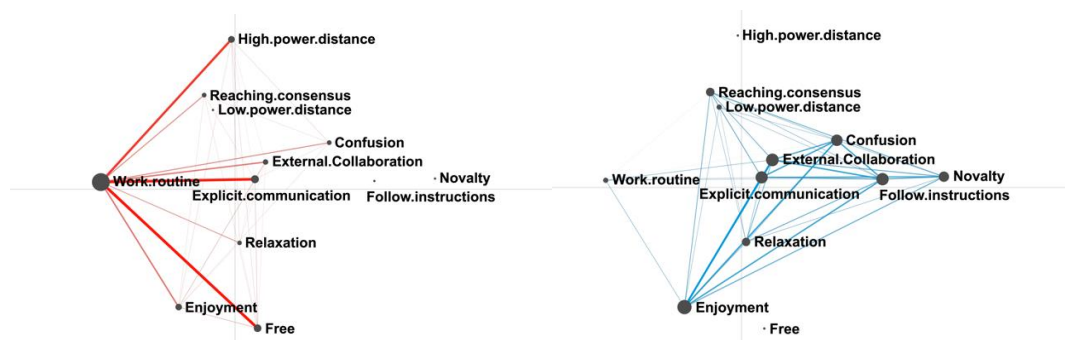 High.power.distance
Reaching.consensus
Low.power.distance
Confusion
External.Collaboration
Work.routine
Novalty
Explicit.communication
Follow.instructions
Relaxation
Enjoyment
Free
High.power.distance
Reaching.consensus
Low.power.distance
Confusion
External.Collaboration
Work.routine
Novalty
Explicit.communication
Follow.instructions
Relaxation
Enjoyment
Free